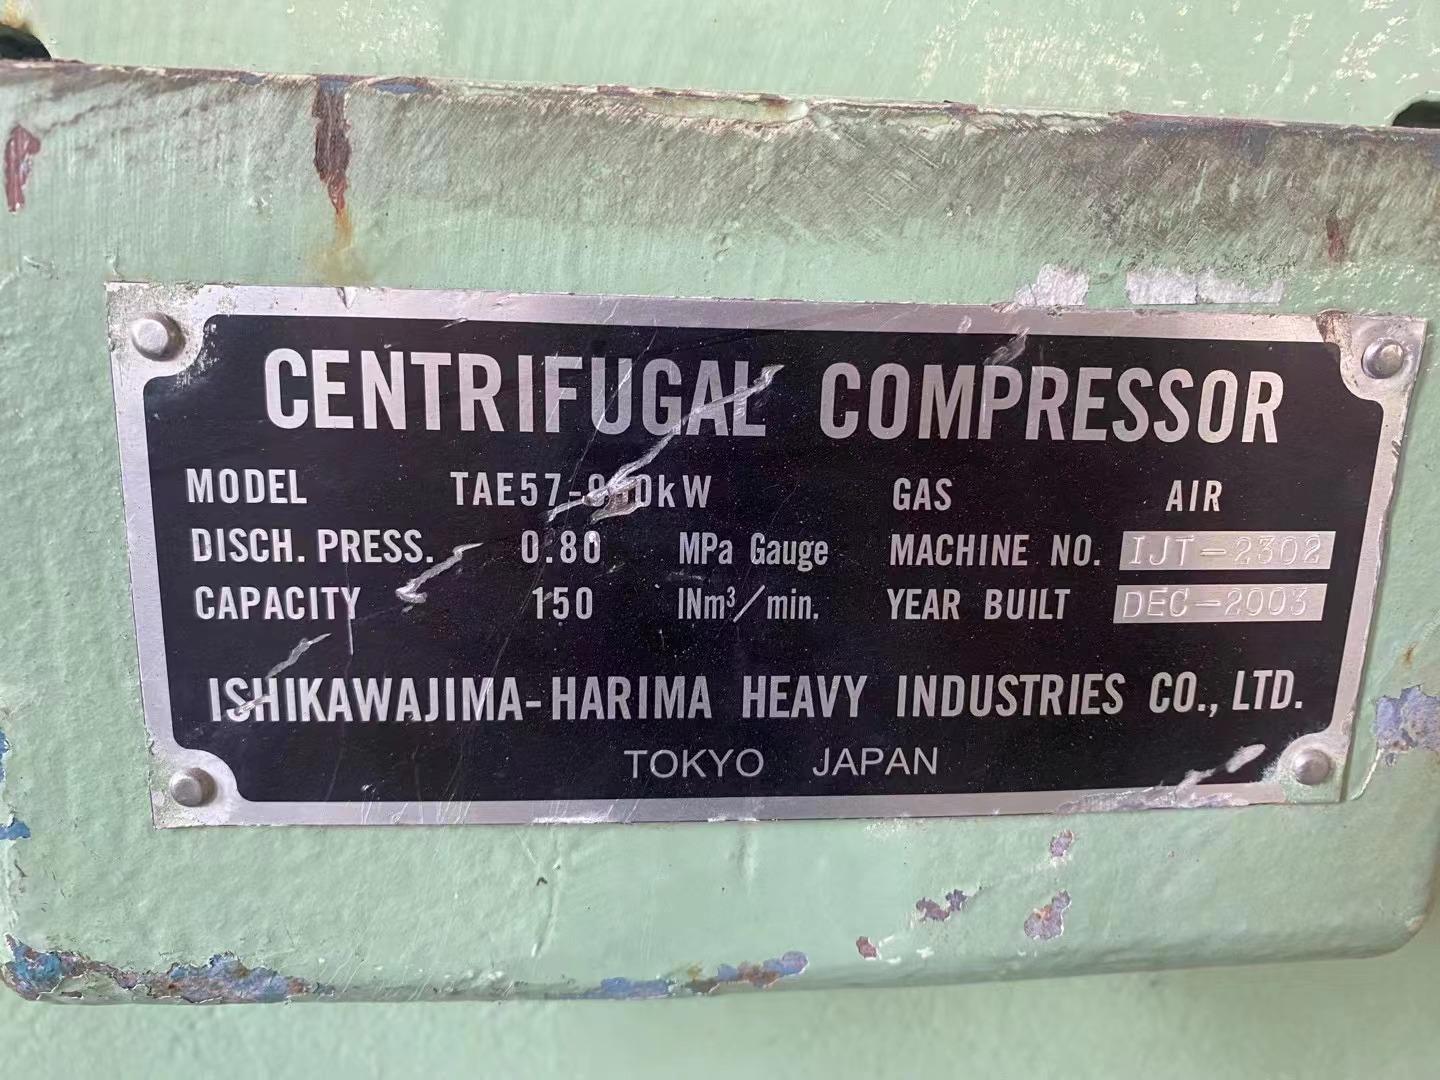 CENTRIFUGAL COMPRESSOR
MODEL GAS AIR
DISCH. PRESS. 0.80 MPa Gauge MACHINE NO. IJT-2302
CAPACITY 150 INm³/min. YEAR BUILT DEC-2003
ISHIKAWAJIMA-HARIMA HEAVY INDUSTRIES CO., LTD.
TOKYO JAPAN